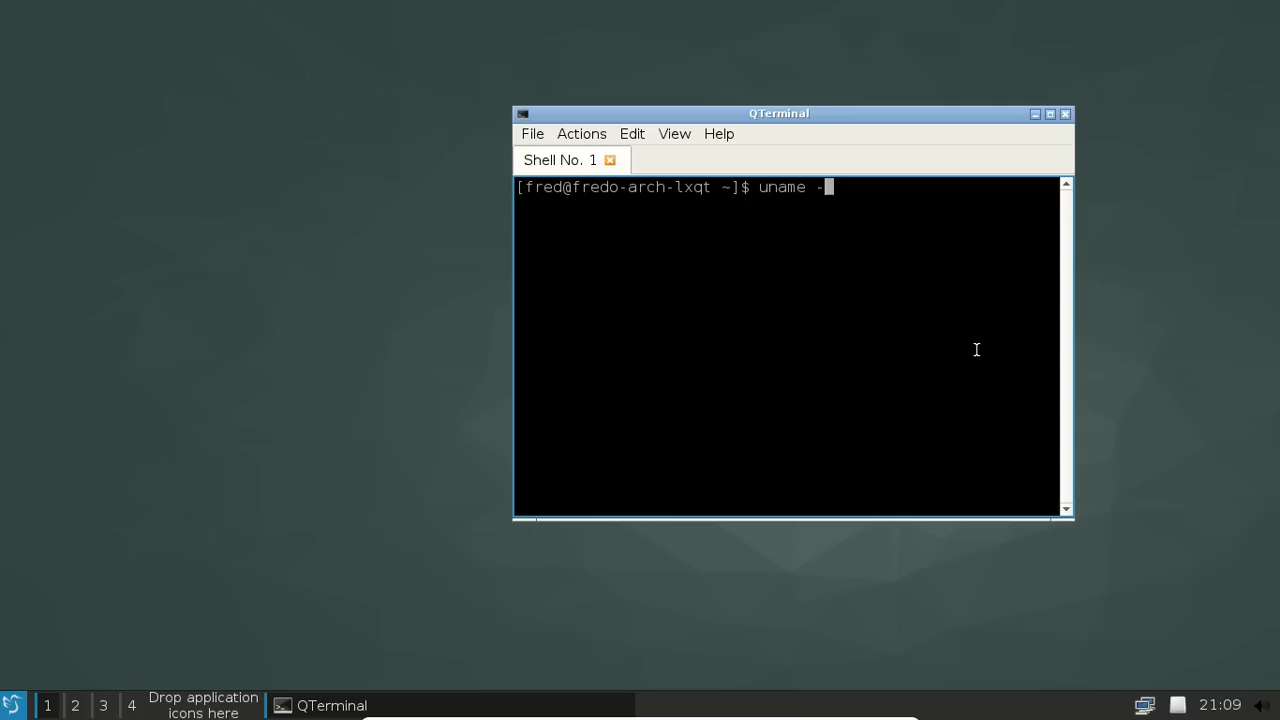 QTerminal
File Actions Edit View Help
Shell No. 1
[fred@fredo-arch-lxqt ~]$ uname -
1 2 3 4 Drop application icons here QTerminal 21:09